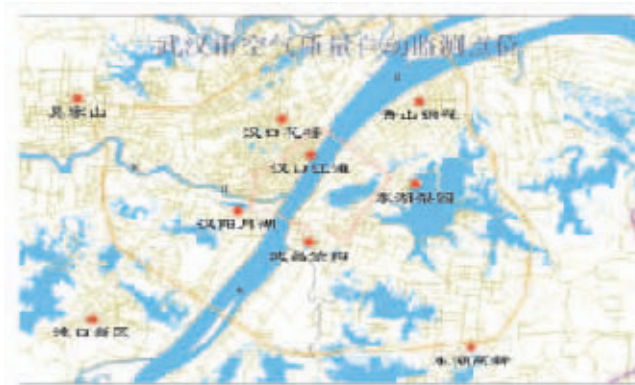 武汉市空气质量自动监测点位
吴家山
汉口花桥
青山钢花
汉口江滩
东湖梨园
汉阳月湖
武昌紫阳
沌口新区
东湖高新